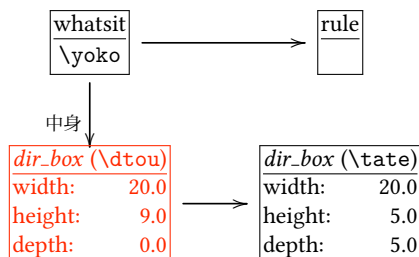 whatsit rule
\yoko
中身
dir_box (\dtou) dir_box (\tate)
width: 20.0 width: 20.0
height: 9.0 height: 5.0
depth: 0.0 depth: 5.0